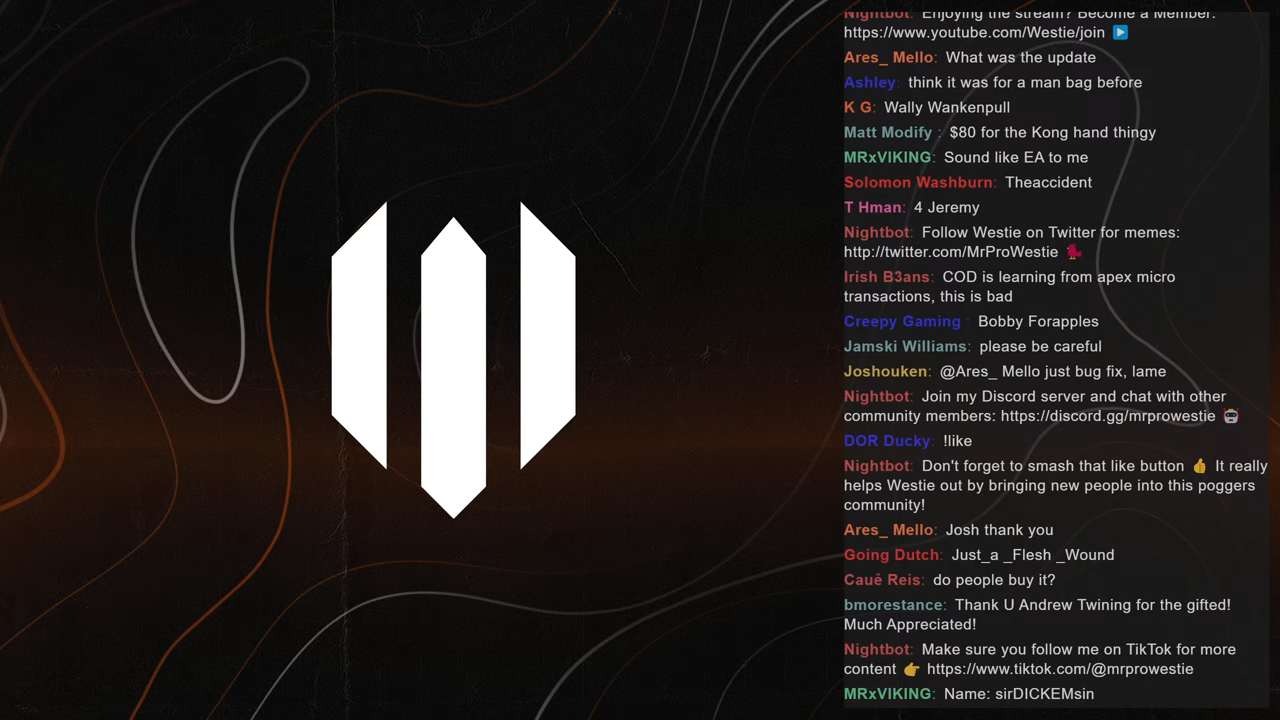 Nightbot: Enjoying the stream? Become a Member:
https://www.youtube.com/Westie/join
Ares_ Mello: What was the update
Ashley: think it was for a man bag before
K G: Wally Wankenpull
Matt Modify : $80 for the Kong hand thingy
MRxVIKING: Sound like EA to me
Solomon Washburn: Theaccident
T Hman: 4 Jeremy
Nightbot: Follow Westie on Twitter for memes:
http://twitter.com/MrProWestie
Irish B3ans: COD is learning from apex micro
transactions, this is bad
Creepy Gaming : Bobby Forapples
Jamski Williams: please be careful
Joshouken: @Ares_ Mello just bug fix, lame
Nightbot: Join my Discord server and chat with other
community members: https://discord.gg/mrprowestie
DOR Ducky: !like
Nightbot: Don't forget to smash that like button 👍 It really
helps Westie out by bringing new people into this poggers
community!
Ares_ Mello: Josh thank you
Going Dutch: Just_a _Flesh _Wound
Cauê Reis: do people buy it?
bmorestance: Thank U Andrew Twining for the gifted!
Much Appreciated!
Nightbot: Make sure you follow me on TikTok for more
content 👉 https://www.tiktok.com/@mrprowestie
MRxVIKING: Name: sirDICKEMsin